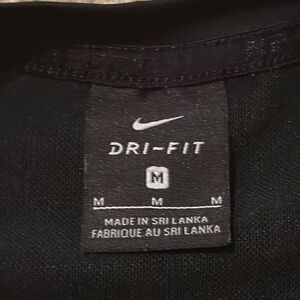 DRI-FIT
M
M M M
MADE IN SRI LANKA
FABRIQUE AU SRI LANKA